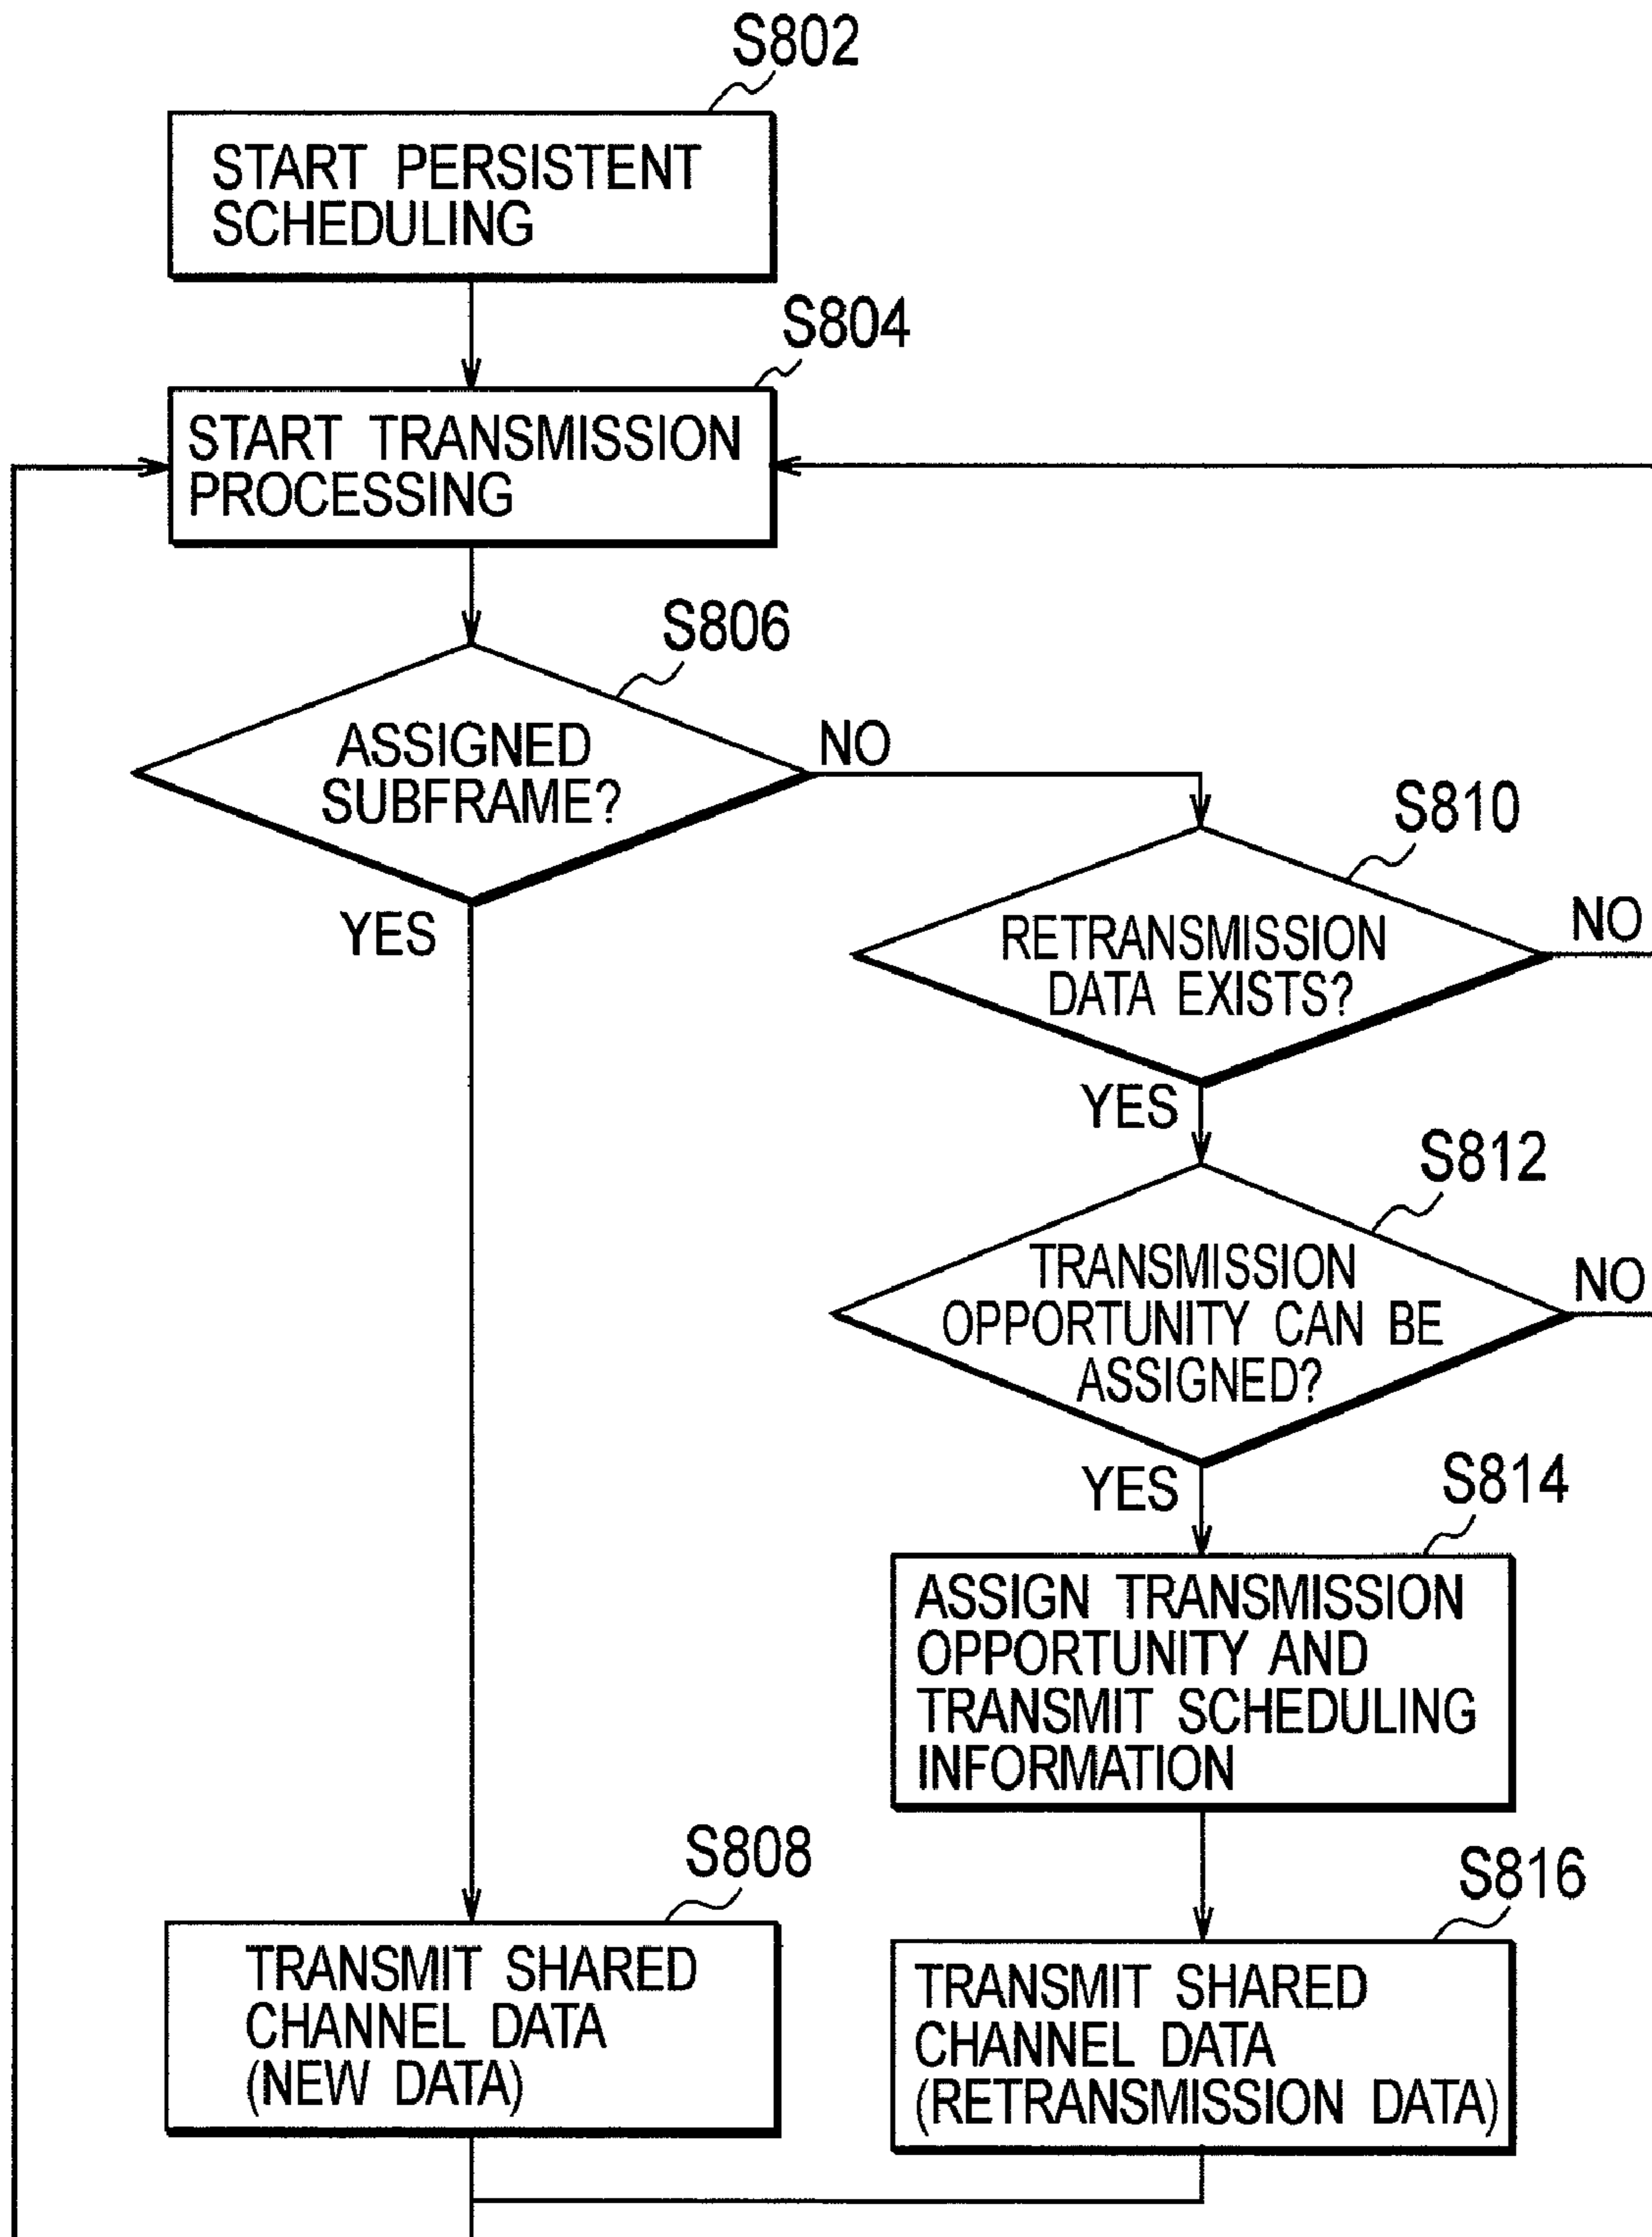 S802
START PERSISTENT
SCHEDULING
S804
START TRANSMISSION
PROCESSING
S806
ASSIGNED
SUBFRAME?
NO
YES
S810
RETRANSMISSION
DATA EXISTS?
NO
YES
S812
TRANSMISSION
OPPORTUNITY CAN BE
ASSIGNED?
NO
YES
S814
ASSIGN TRANSMISSION
OPPORTUNITY AND
TRANSMIT SCHEDULING
INFORMATION
S808
TRANSMIT SHARED
CHANNEL DATA
(NEW DATA)
S816
TRANSMIT SHARED
CHANNEL DATA
(RETRANSMISSION DATA)